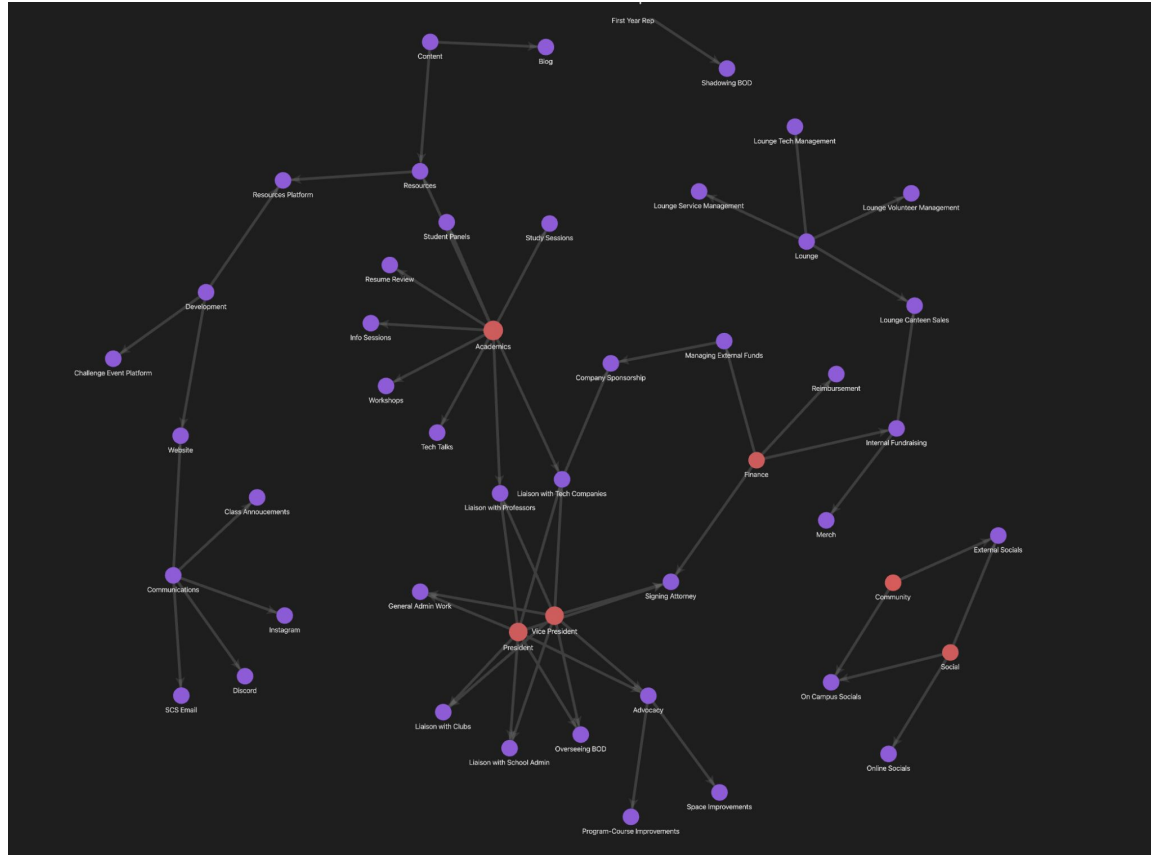 First Year Rep
Content
Blog
Shadowing BOD
Lounge Tech Management
Resources
Resources Platform
Lounge Service Management
Lounge Volunteer Management
Student Panels
Study Sessions
Lounge
Resume Review
Development
Lounge Canteen Sales
Info Sessions
Academics
Managing External Funds
Challenge Event Platform
Company Sponsorship
Reimbursement
Workshops
Tech Talks
Website
Internal Fundraising
Finance
Liaison with Tech Companies
Liaison with Professors
Class Annoucements
Merch
External Socials
Communications
Community
Signing Attorney
General Admin Work
Instagram
Vice President
President
Social
Discord
On Campus Socials
SCS Email
Advocacy
Liaison with Clubs
Overseeing BOD
Liaison with School Admin
Online Socials
Space Improvements
Program-Course Improvements